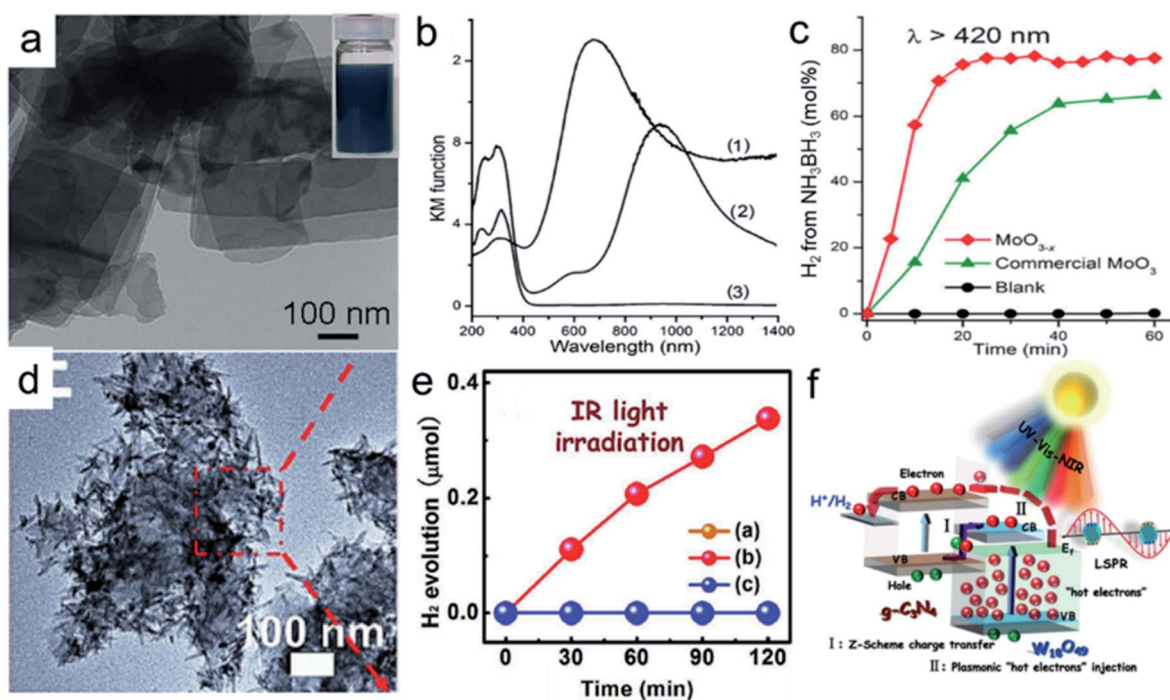 a
100 nm
b
KM function
2
8
4
0
(1)
(2)
(3)
200 400 600 800 1000 1200 1400
Wavelength (nm)
c
λ > 420 nm
H₂ from NH₃BH₃ (mol%)
80
60
40
20
0
MoO₃₋ₓ
Commercial MoO₃
Blank
0 20 40 60
Time (min)
d
100 nm
e
IR light
irradiation
H₂ evolution (μmol)
0.4
0.2
0.0
(a)
(b)
(c)
0 30 60 90 120
Time (min)
f
UV-Vis-NIR
Electron
H⁺/H₂
CB
II
I
CB
Ef
LSPR
VB
Hole
"hot electrons"
g-C₃N₄
VB
W₁₈O₄₉
I : Z-Scheme charge transfer
II : Plasmonic "hot electrons" injection